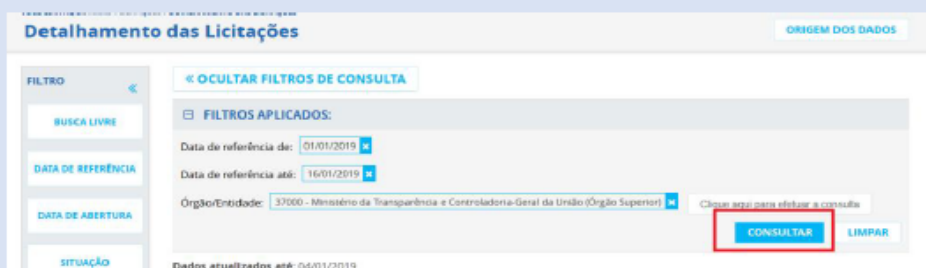 Detalhamento das Licitações
ORIGEM DOS DADOS
FILTRO «
« OCULTAR FILTROS DE CONSULTA
BUSCA LIVRE
FILTROS APLICADOS:
Data de referência de: 01/01/2019 x
DATA DE REFERÊNCIA
Data de referência até: 16/01/2019 x
Órgão/Entidade: 37000 - Ministério da Transparência e Controladoria-Geral da União (Órgão Superior) x
Clique aqui para efetuar a consulta
DATA DE ABERTURA
CONSULTAR LIMPAR
SITUAÇÃO
Dados atualizados até: 04/01/2019